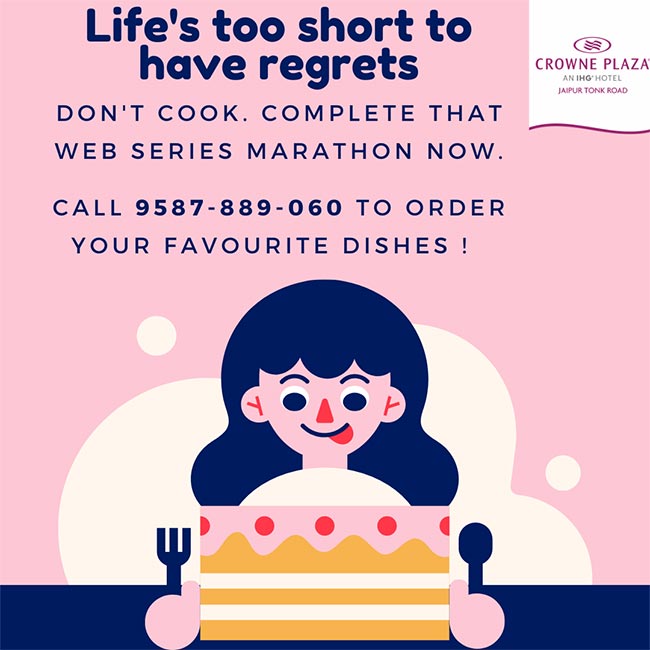 Life's too short to
have regrets
DON'T COOK. COMPLETE THAT
WEB SERIES MARATHON NOW.
CALL 9587-889-060 TO ORDER
YOUR FAVOURITE DISHES !
CROWNE PLAZA
AN IHG® HOTEL
JAIPUR TONK ROAD